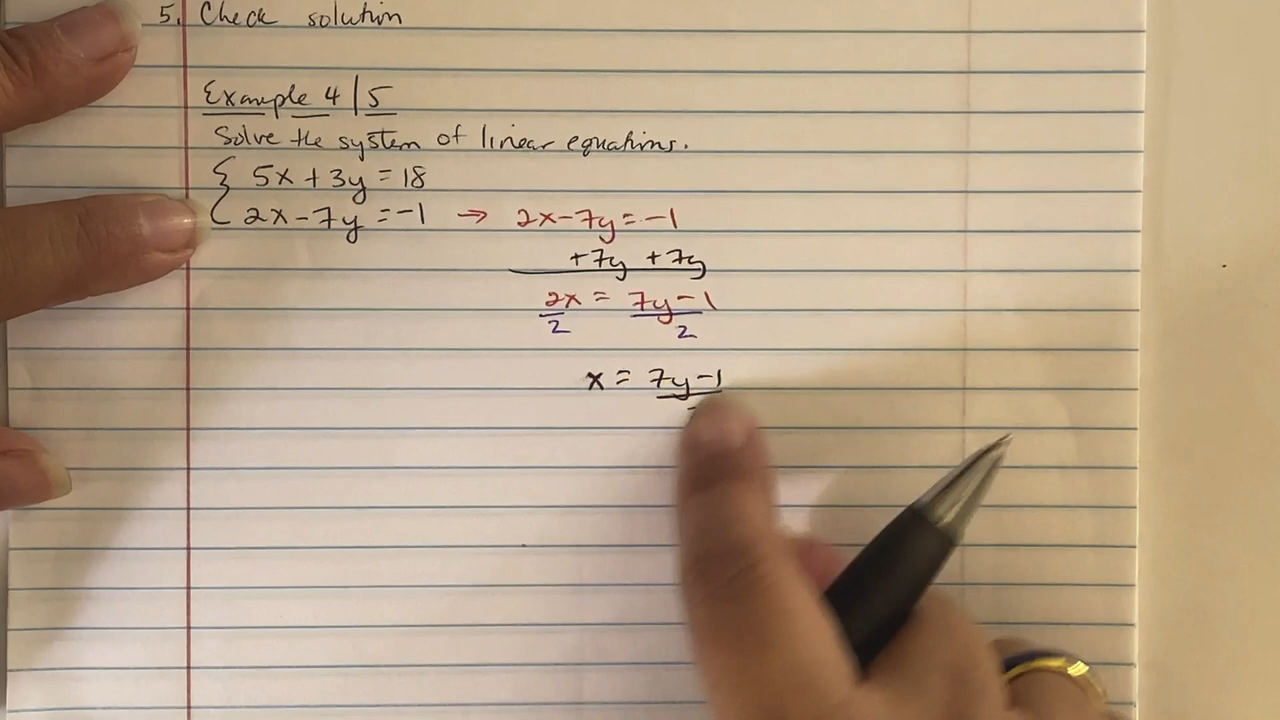 5. Check solution
Example 4 | 5
Solve the system of linear equations.
{ 5x + 3y = 18
2x - 7y = -1 → 2x - 7y = -1
+7y +7y
2x = 7y - 1
2 2
x = 7y - 1